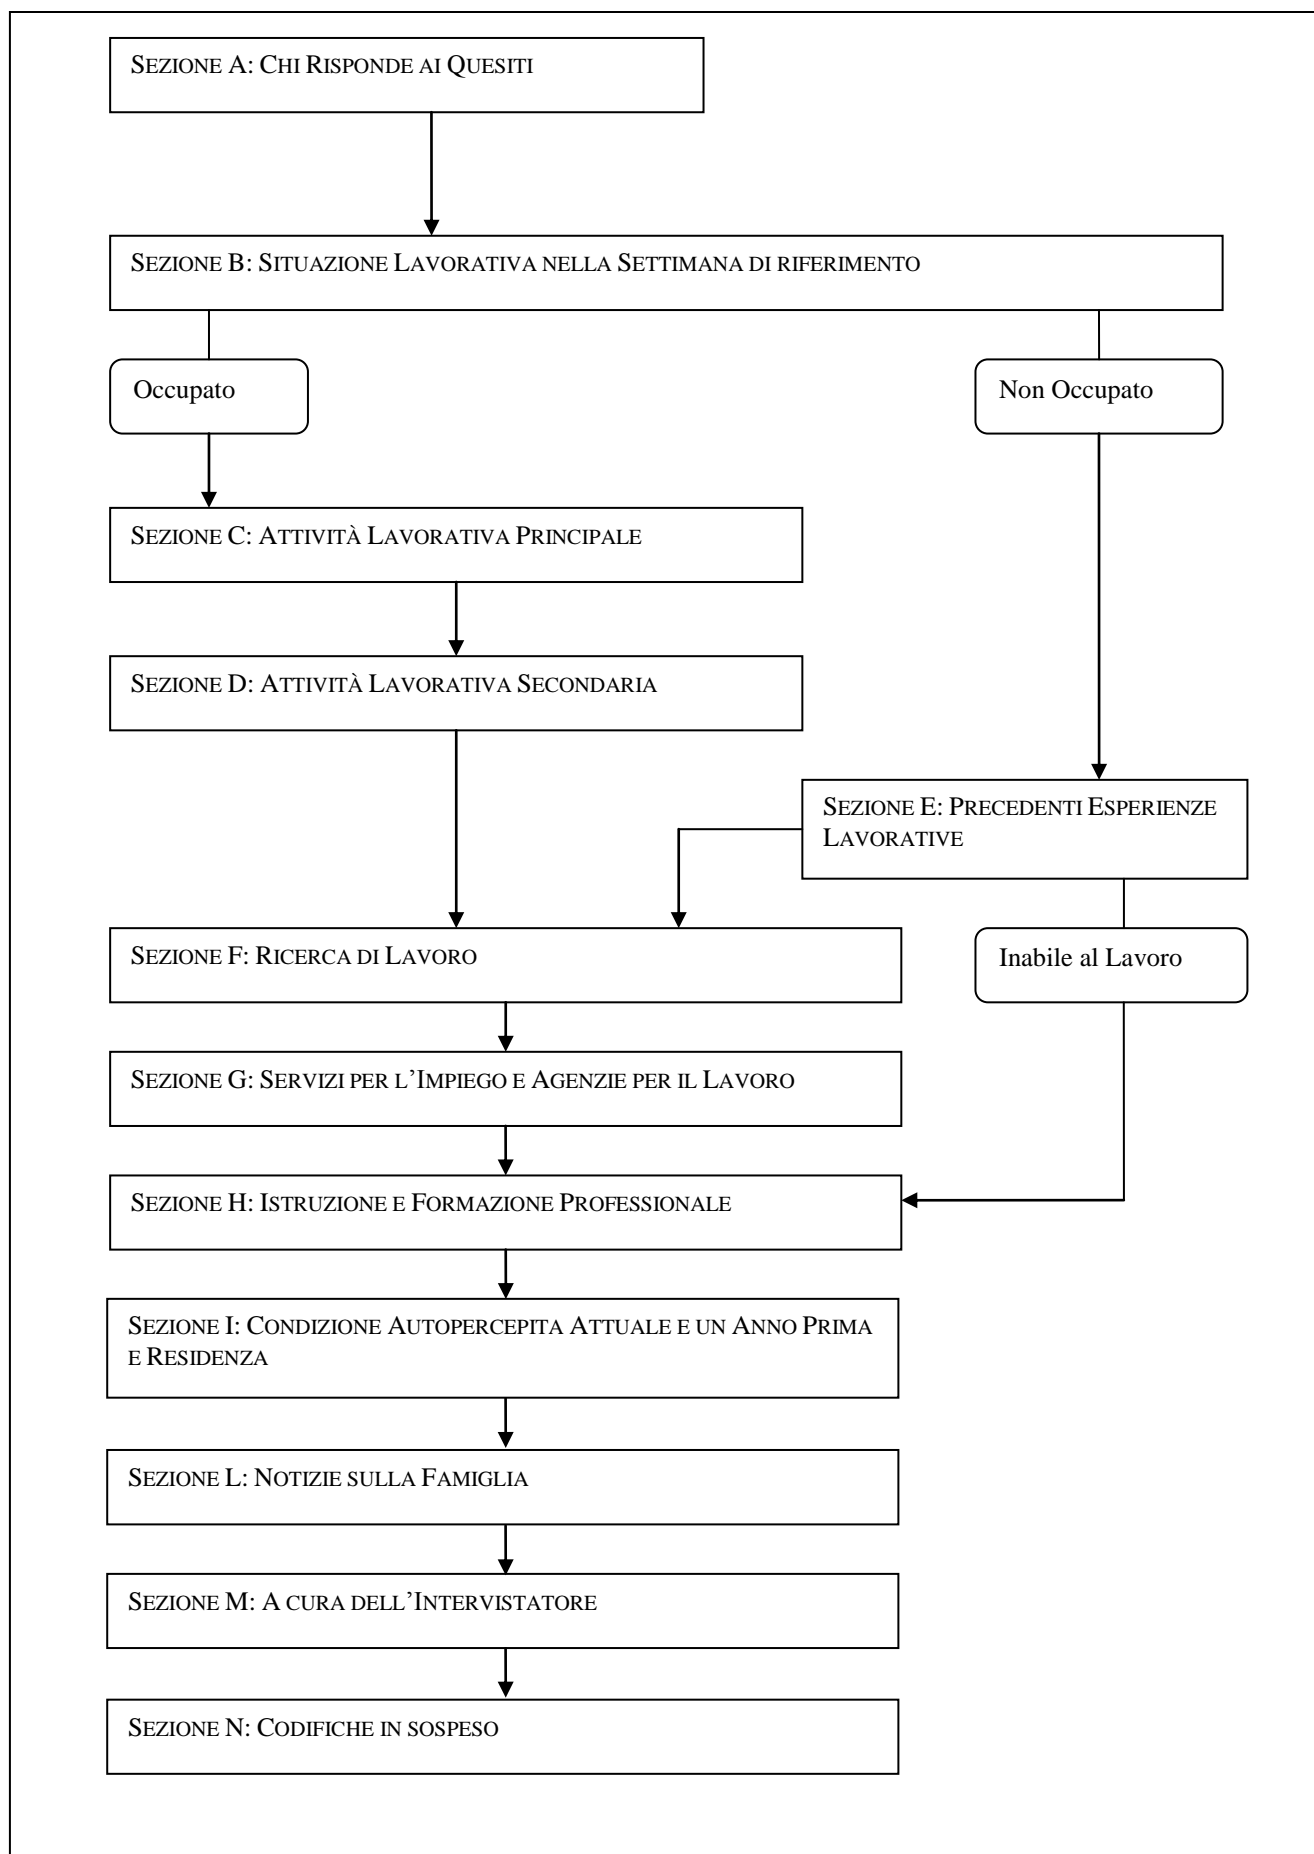 SEZIONE A: CHI RISPONDE AI QUESITI
SEZIONE B: SITUAZIONE LAVORATIVA NELLA SETTIMANA DI RIFERIMENTO
Occupato
Non Occupato
SEZIONE C: ATTIVITÀ LAVORATIVA PRINCIPALE
SEZIONE D: ATTIVITÀ LAVORATIVA SECONDARIA
SEZIONE E: PRECEDENTI ESPERIENZE
LAVORATIVE
SEZIONE F: RICERCA DI LAVORO
Inabile al Lavoro
SEZIONE G: SERVIZI PER L’IMPIEGO E AGENZIE PER IL LAVORO
SEZIONE H: ISTRUZIONE E FORMAZIONE PROFESSIONALE
SEZIONE I: CONDIZIONE AUTOPERCEPITA ATTUALE E UN ANNO PRIMA
E RESIDENZA
SEZIONE L: NOTIZIE SULLA FAMIGLIA
SEZIONE M: A CURA DELL’INTERVISTATORE
SEZIONE N: CODIFICHE IN SOSPESO